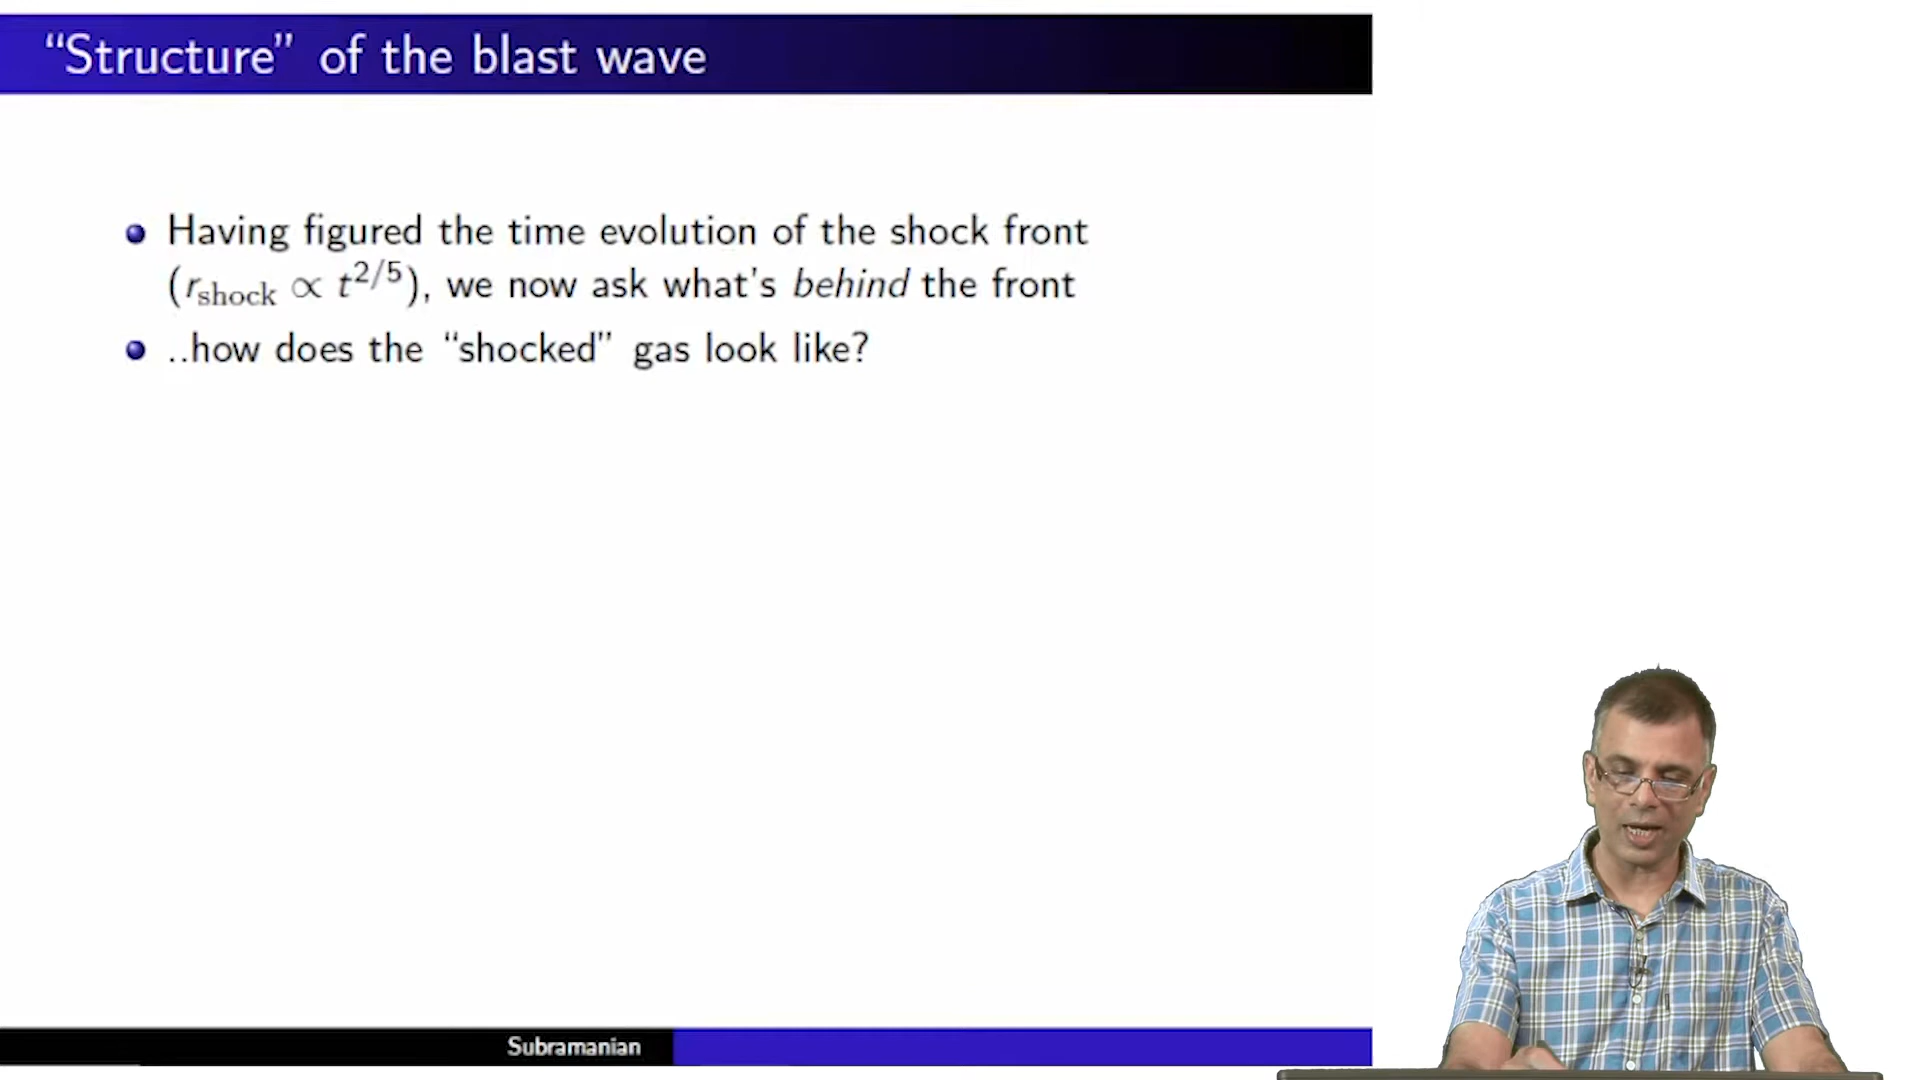 “Structure” of the blast wave
Having figured the time evolution of the shock front
(r_shock ∝ t^2/5), we now ask what's behind the front
..how does the “shocked” gas look like?
Subramanian